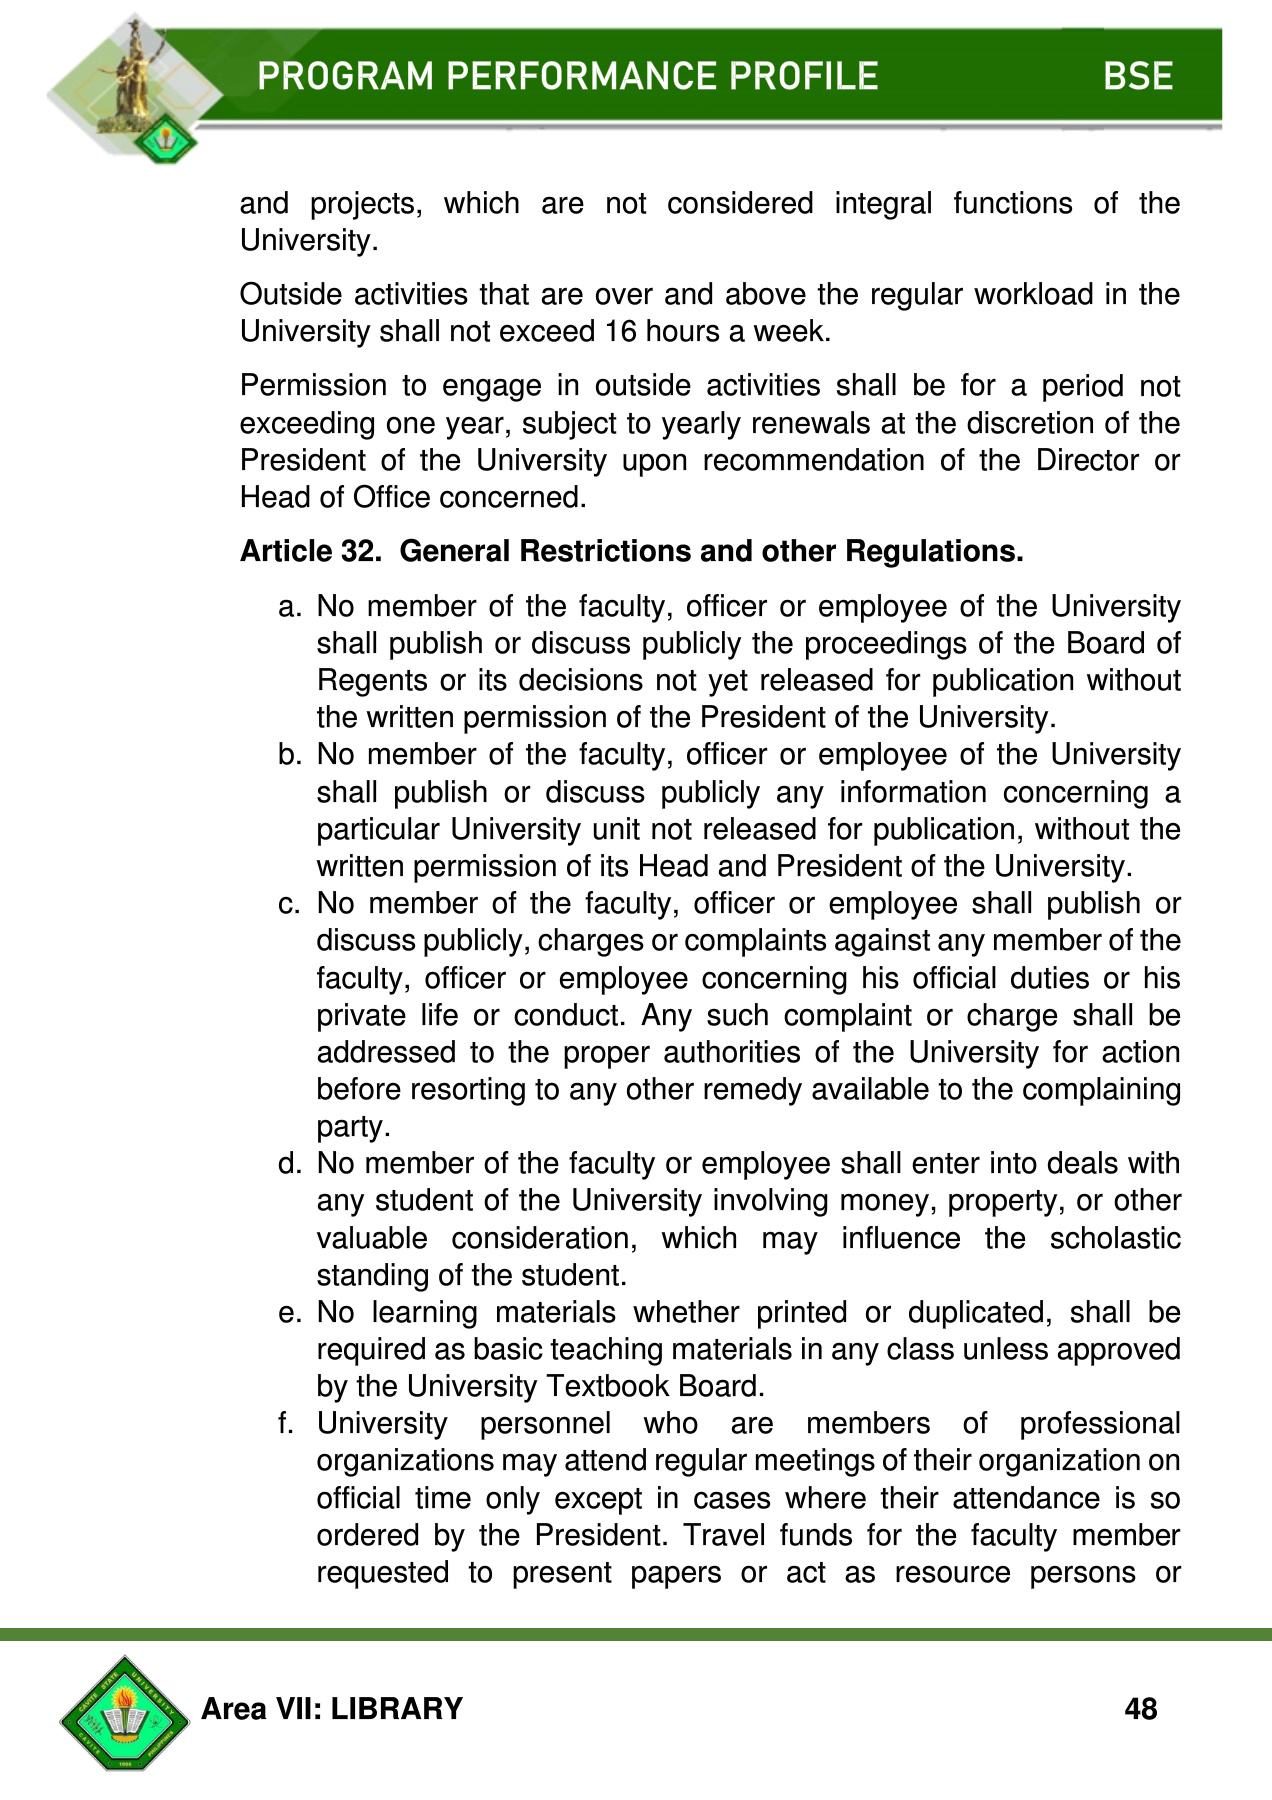 PROGRAM PERFORMANCE PROFILE BSE
and projects, which are not considered integral functions of the
University.
Outside activities that are over and above the regular workload in the
University shall not exceed 16 hours a week.
Permission to engage in outside activities shall be for a period not
exceeding one year, subject to yearly renewals at the discretion of the
President of the University upon recommendation of the Director or
Head of Office concerned.
Article 32. General Restrictions and other Regulations.
a. No member of the faculty, officer or employee of the University
shall publish or discuss publicly the proceedings of the Board of
Regents or its decisions not yet released for publication without
the written permission of the President of the University.
b. No member of the faculty, officer or employee of the University
shall publish or discuss publicly any information concerning a
particular University unit not released for publication, without the
written permission of its Head and President of the University.
c. No member of the faculty, officer or employee shall publish or
discuss publicly, charges or complaints against any member of the
faculty, officer or employee concerning his official duties or his
private life or conduct. Any such complaint or charge shall be
addressed to the proper authorities of the University for action
before resorting to any other remedy available to the complaining
party.
d. No member of the faculty or employee shall enter into deals with
any student of the University involving money, property, or other
valuable consideration, which may influence the scholastic
standing of the student.
e. No learning materials whether printed or duplicated, shall be
required as basic teaching materials in any class unless approved
by the University Textbook Board.
f. University personnel who are members of professional
organizations may attend regular meetings of their organization on
official time only except in cases where their attendance is so
ordered by the President. Travel funds for the faculty member
requested to present papers or act as resource persons or
CAVITE STATE UNIVERSITY
CAVITE PHILIPPINES
1906
Area VII: LIBRARY 48